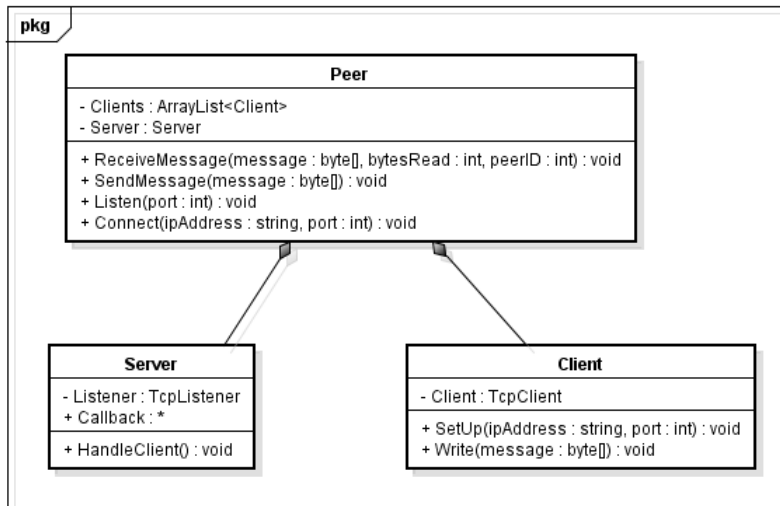 pkg
Peer
- Clients : ArrayList<Client>
- Server : Server
+ ReceiveMessage(message : byte[], bytesRead : int, peerID : int) : void
+ SendMessage(message : byte[]) : void
+ Listen(port : int) : void
+ Connect(ipAddress : string, port : int) : void
Server
- Listener : TcpListener
+ Callback : *
+ HandleClient() : void
Client
- Client : TcpClient
+ SetUp(ipAddress : string, port : int) : void
+ Write(message : byte[]) : void